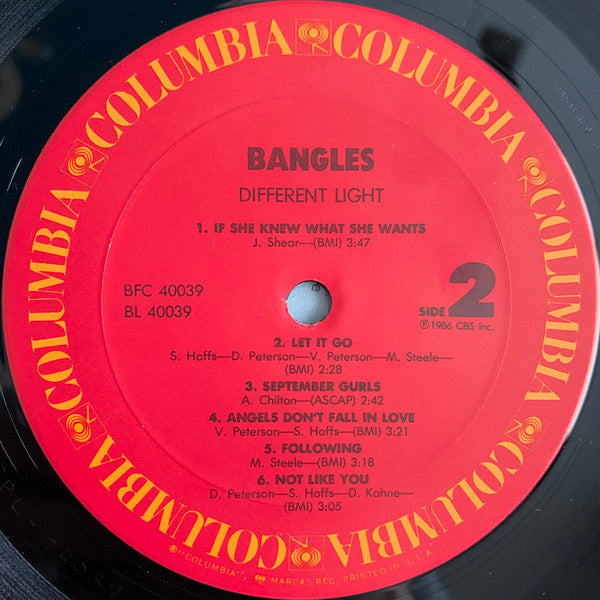 COLUMBIA COLUMBIA COLUMBIA COLUMBIA COLUMBIA COLUMBIA
BANGLES
DIFFERENT LIGHT
1. IF SHE KNEW WHAT SHE WANTS
J. Shear—(BMI) 3:47
BFC 40039
BL 40039
SIDE 2
℗1986 CBS Inc.
2. LET IT GO
S. Hoffs—D. Peterson—V. Peterson—M. Steele—
(BMI) 2:28
3. SEPTEMBER GURLS
A. Chilton—(ASCAP) 2:42
4. ANGELS DON'T FALL IN LOVE
V. Peterson—S. Hoffs—(BMI) 3:21
5. FOLLOWING
M. Steele—(BMI) 3:18
6. NOT LIKE YOU
D. Peterson—S. Hoffs—D. Kahne—
(BMI) 3:05
® "COLUMBIA", MARCAS REG. PRINTED IN U.S.A.